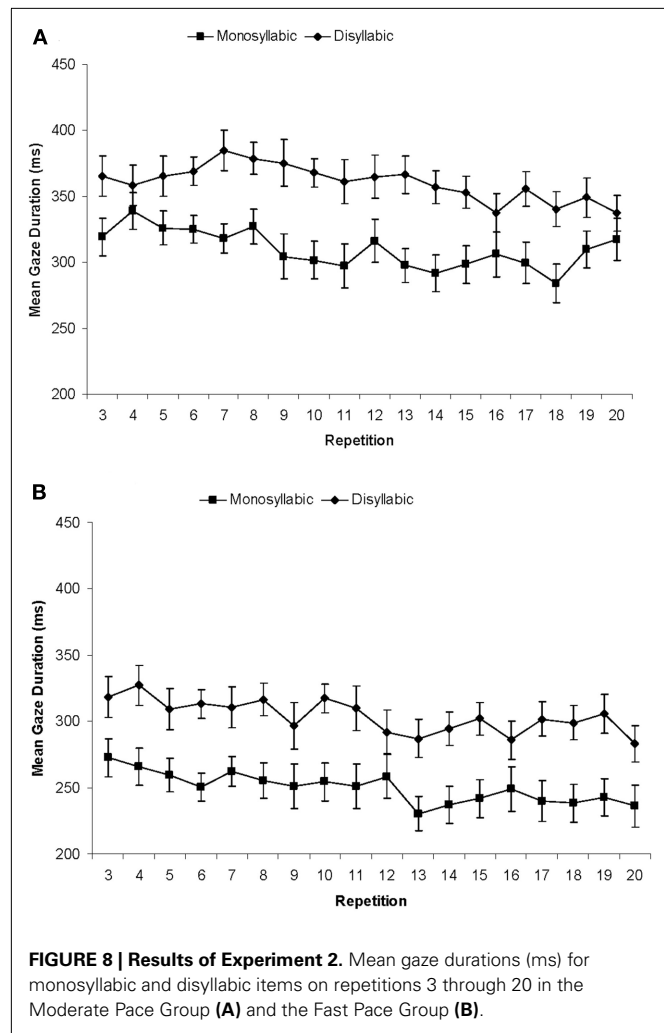 A
Monosyllabic Disyllabic
450
400
350
300
250
200
Mean Gaze Duration (ms)
3 4 5 6 7 8 9 10 11 12 13 14 15 16 17 18 19 20
Repetition
B
Monosyllabic Disyllabic
450
400
350
300
250
200
Mean Gaze Duration (ms)
3 4 5 6 7 8 9 10 11 12 13 14 15 16 17 18 19 20
Repetition
FIGURE 8 | Results of Experiment 2. Mean gaze durations (ms) for
monosyllabic and disyllabic items on repetitions 3 through 20 in the
Moderate Pace Group (A) and the Fast Pace Group (B).